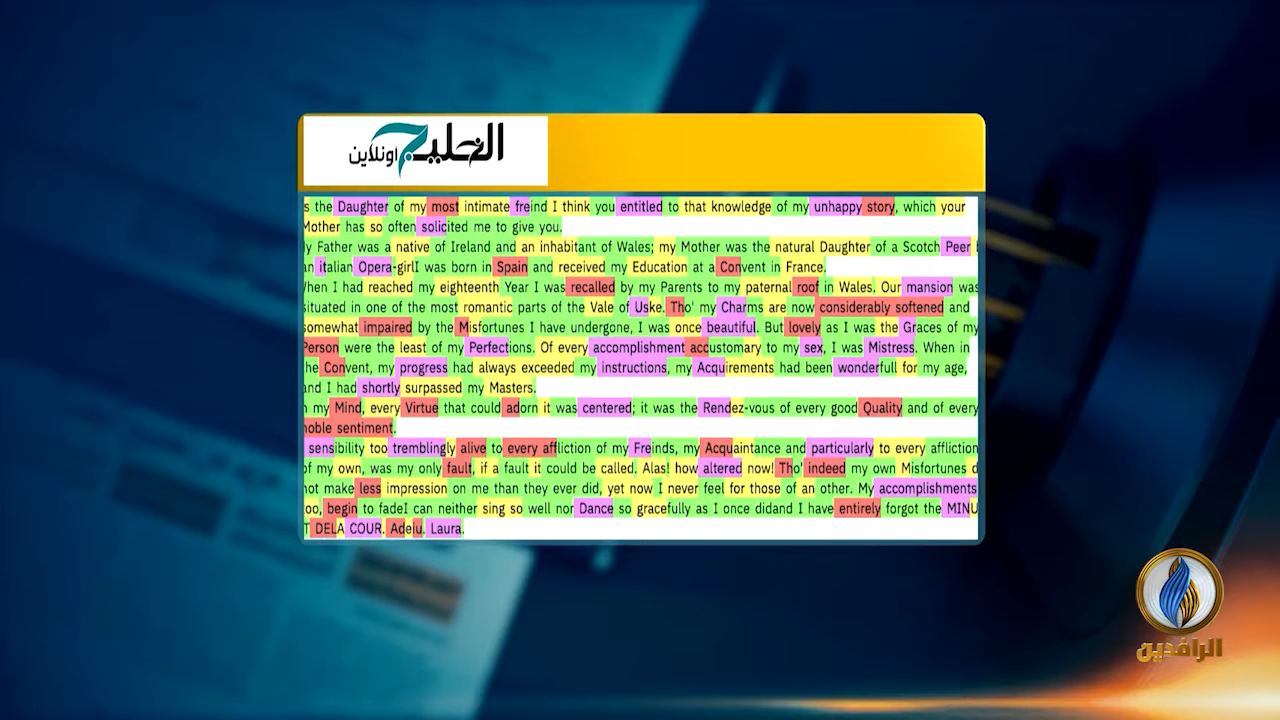 الخليج اونلاين
s the Daughter of my most intimate freind I think you entitled to that knowledge of my unhappy story, which your
Mother has so often solicited me to give you.
y Father was a native of Ireland and an inhabitant of Wales; my Mother was the natural Daughter of a Scotch Peer
an italian Opera-girlI was born in Spain and received my Education at a Convent in France.
When I had reached my eighteenth Year I was recalled by my Parents to my paternal roof in Wales. Our mansion was
situated in one of the most romantic parts of the Vale of Uske. Tho' my Charms are now considerably softened and
somewhat impaired by the Misfortunes I have undergone, I was once beautiful. But lovely as I was the Graces of my
Person were the least of my Perfections. Of every accomplishment accustomary to my sex, I was Mistress. When in
the Convent, my progress had always exceeded my instructions, my Acquirements had been wonderfull for my age,
and I had shortly surpassed my Masters.
n my Mind, every Virtue that could adorn it was centered; it was the Rendez-vous of every good Quality and of every
noble sentiment.
sensibility too tremblingly alive to every affliction of my Freinds, my Acquaintance and particularly to every affliction
of my own, was my only fault, if a fault it could be called. Alas! how altered now! Tho' indeed my own Misfortunes d
not make less impression on me than they ever did, yet now I never feel for those of an other. My accomplishments
too, begin to fadeI can neither sing so well nor Dance so gracefully as I once didand I have entirely forgot the MINU
T DELA COUR. Adeiu. Laura.
الرافدين